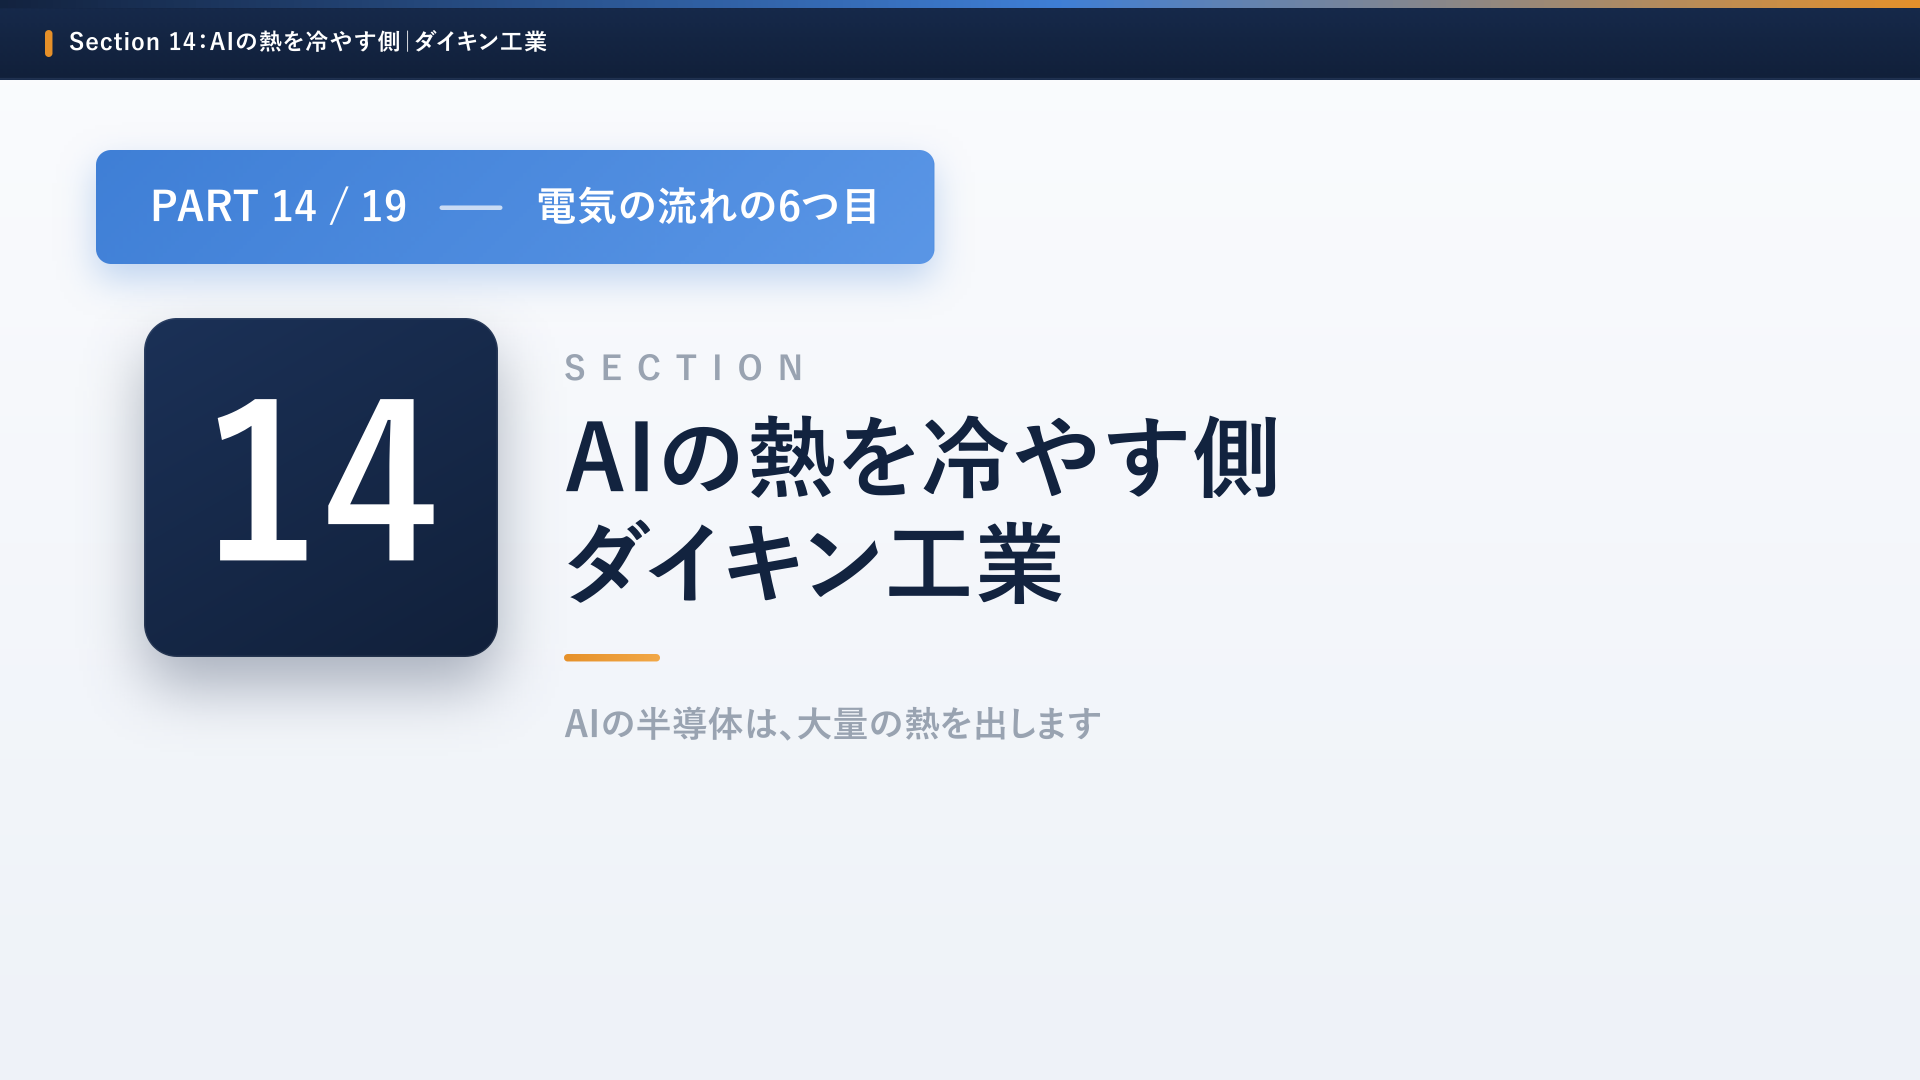 Section 14：AIの熱を冷やす側｜ダイキン工業
PART 14 / 19 — 電気の流れの6つ目
14
SECTION
AIの熱を冷やす側
ダイキン工業
AIの半導体は、大量の熱を出します